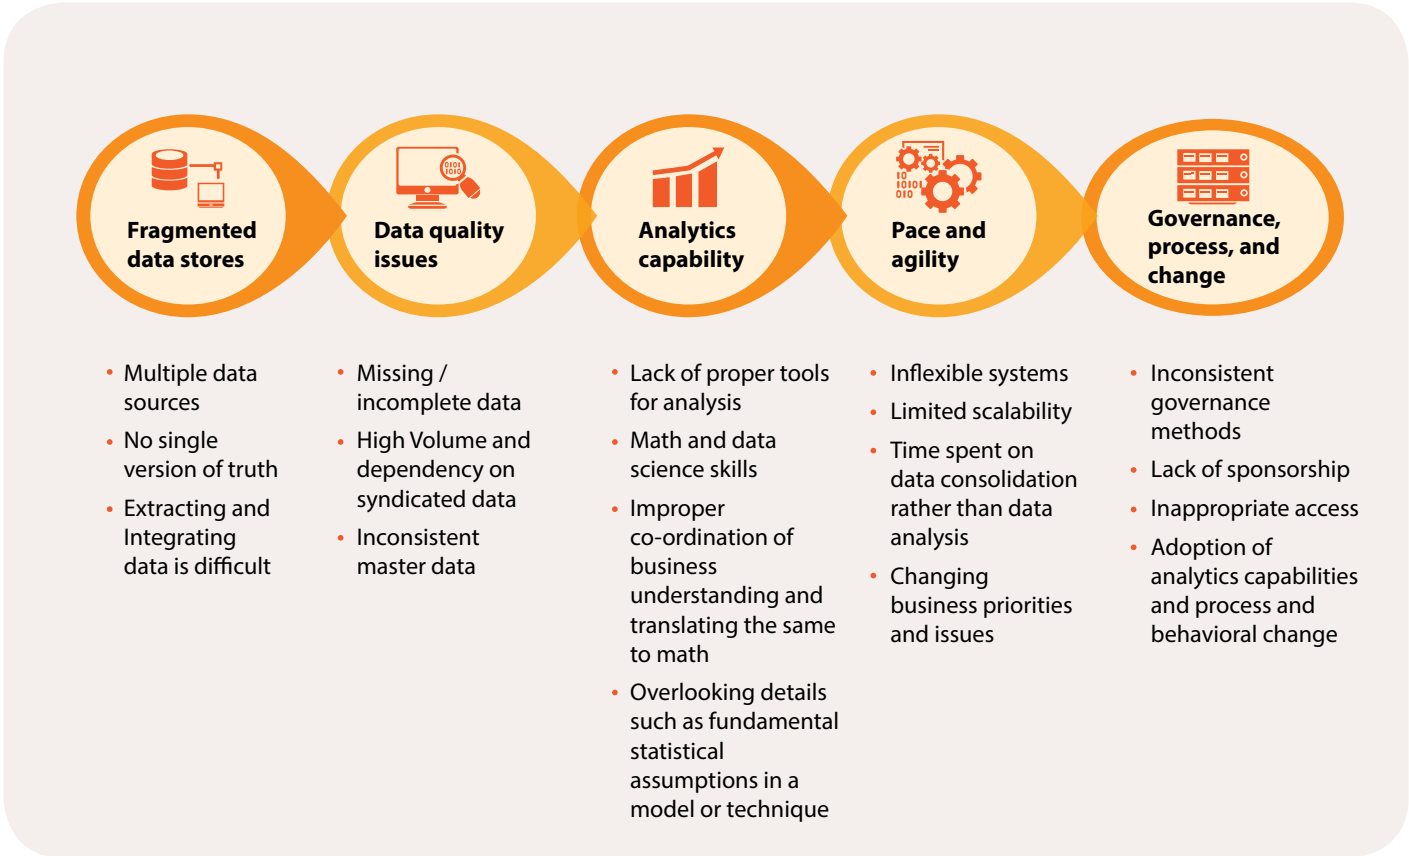 0101
1010
10
10101
010
Fragmented
data stores
Data quality
issues
Analytics
capability
Pace and
agility
Governance,
process, and
change
• Multiple data
sources
• No single
version of truth
• Extracting and
Integrating
data is difficult
• Missing /
incomplete data
• High Volume and
dependency on
syndicated data
• Inconsistent
master data
• Lack of proper tools
for analysis
• Math and data
science skills
• Improper
co-ordination of
business
understanding and
translating the same
to math
• Overlooking details
such as fundamental
statistical
assumptions in a
model or technique
• Inflexible systems
• Limited scalability
• Time spent on
data consolidation
rather than data
analysis
• Changing
business priorities
and issues
• Inconsistent
governance
methods
• Lack of sponsorship
• Inappropriate access
• Adoption of
analytics capabilities
and process and
behavioral change